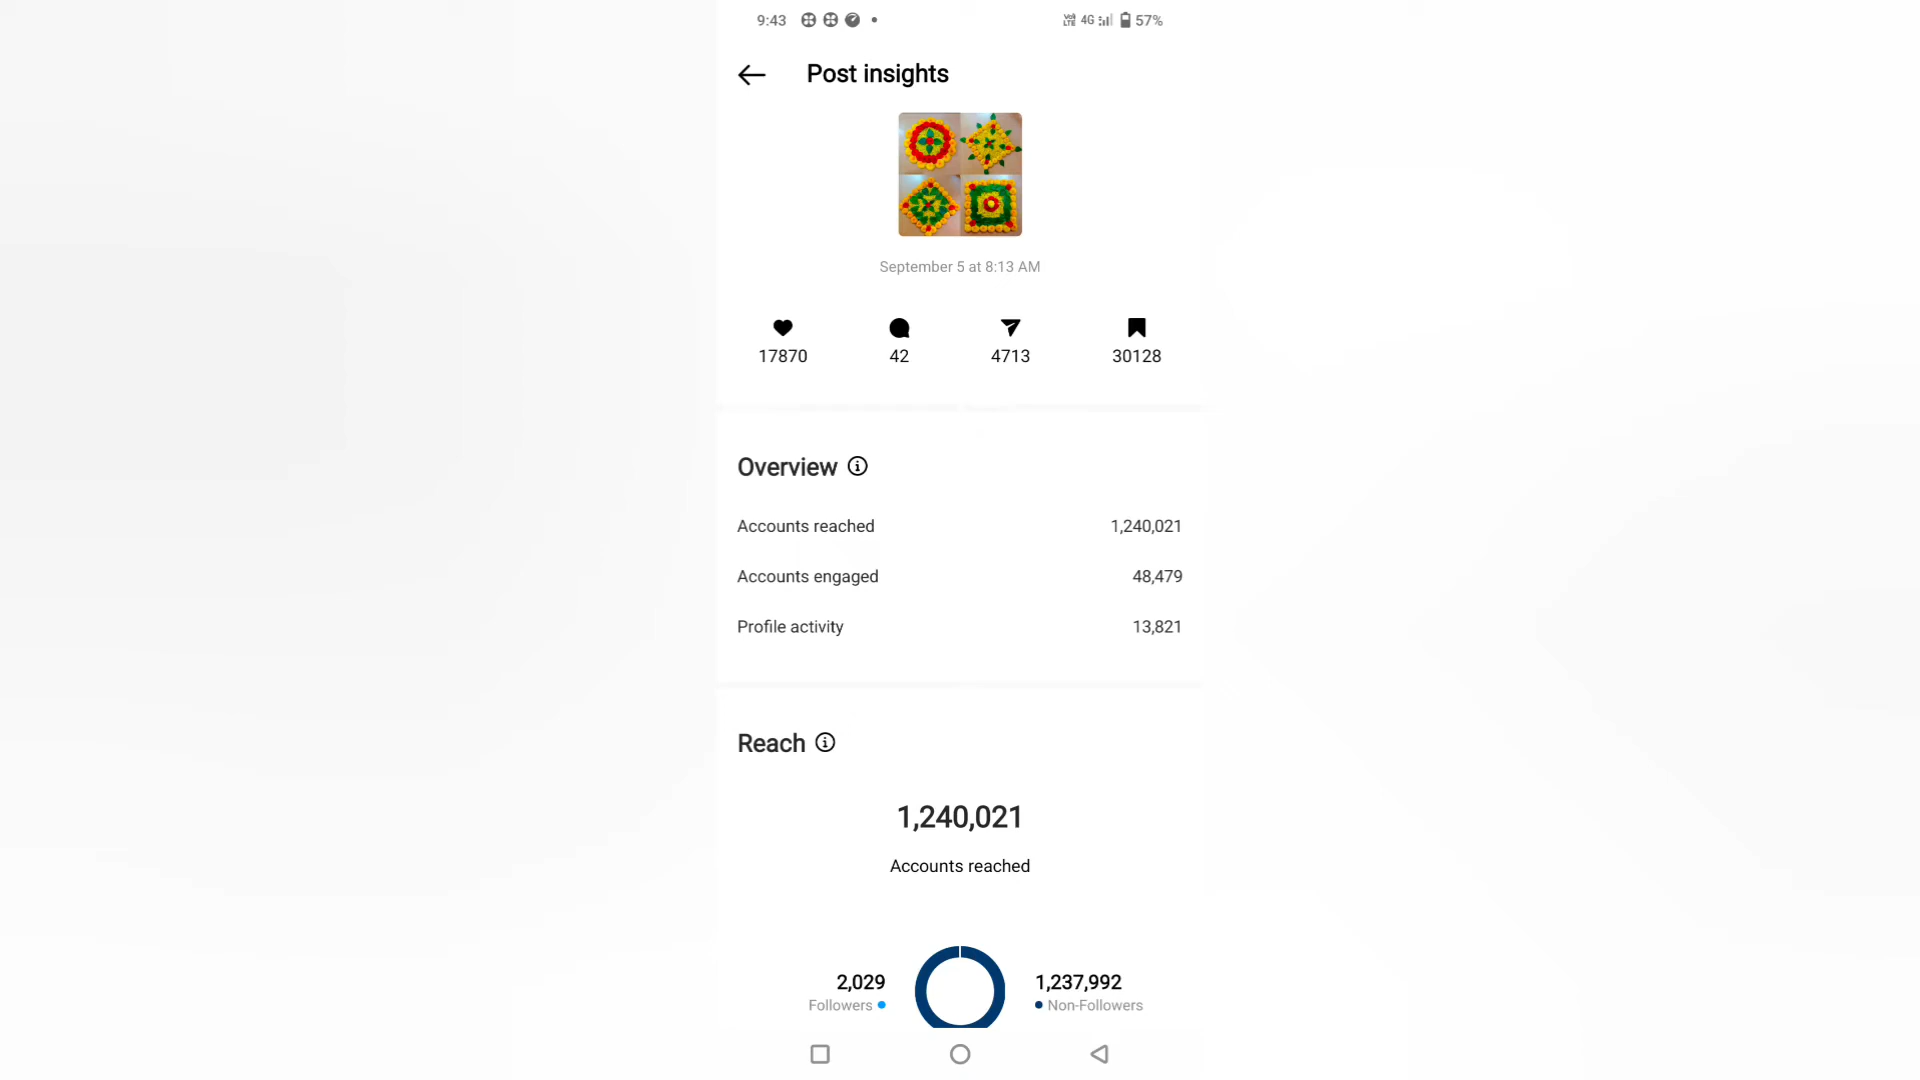 9:43 Vo) LTE 4G 57%
Post insights
September 5 at 8:13 AM
17870 42 4713 30128
Overview
Accounts reached 1,240,021
Accounts engaged 48,479
Profile activity 13,821
Reach
1,240,021
Accounts reached
2,029 1,237,992
Followers Non-Followers